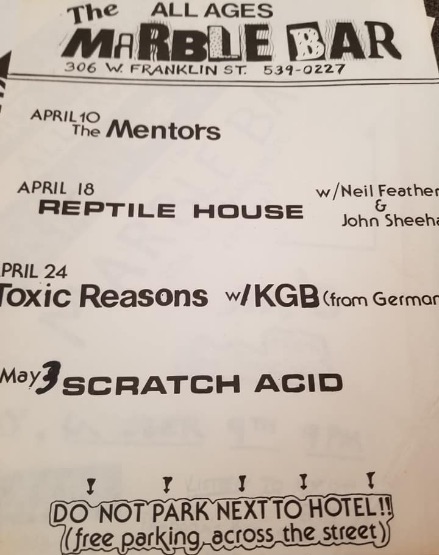 The ALL AGES
MARBLE BAR
306 W. FRANKLIN ST. 539-0227
APRIL 10
The Mentors
APRIL 18 w/Neil Feather
REPTILE HOUSE &
John Sheeha
PRIL 24
Toxic Reasons w/KGB (from German
May 3 SCRATCH ACID
DO NOT PARK NEXT TO HOTEL!!
(free parking across the street)